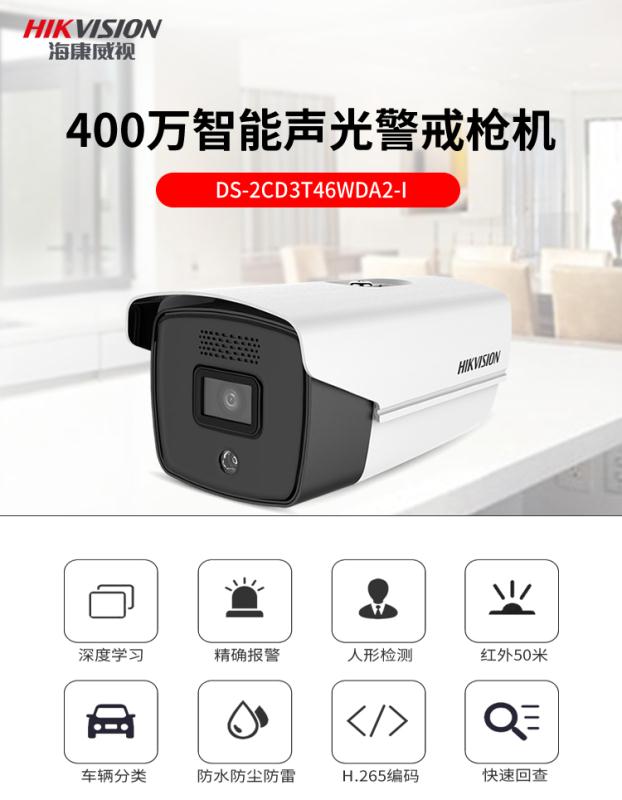 HIKVISION
海康威视
400万智能声光警戒枪机
DS-2CD3T46WDA2-I
HIKVISION
深度学习
精确报警
人形检测
红外50米
车辆分类
防水防尘防雷
H.265编码
快速回查